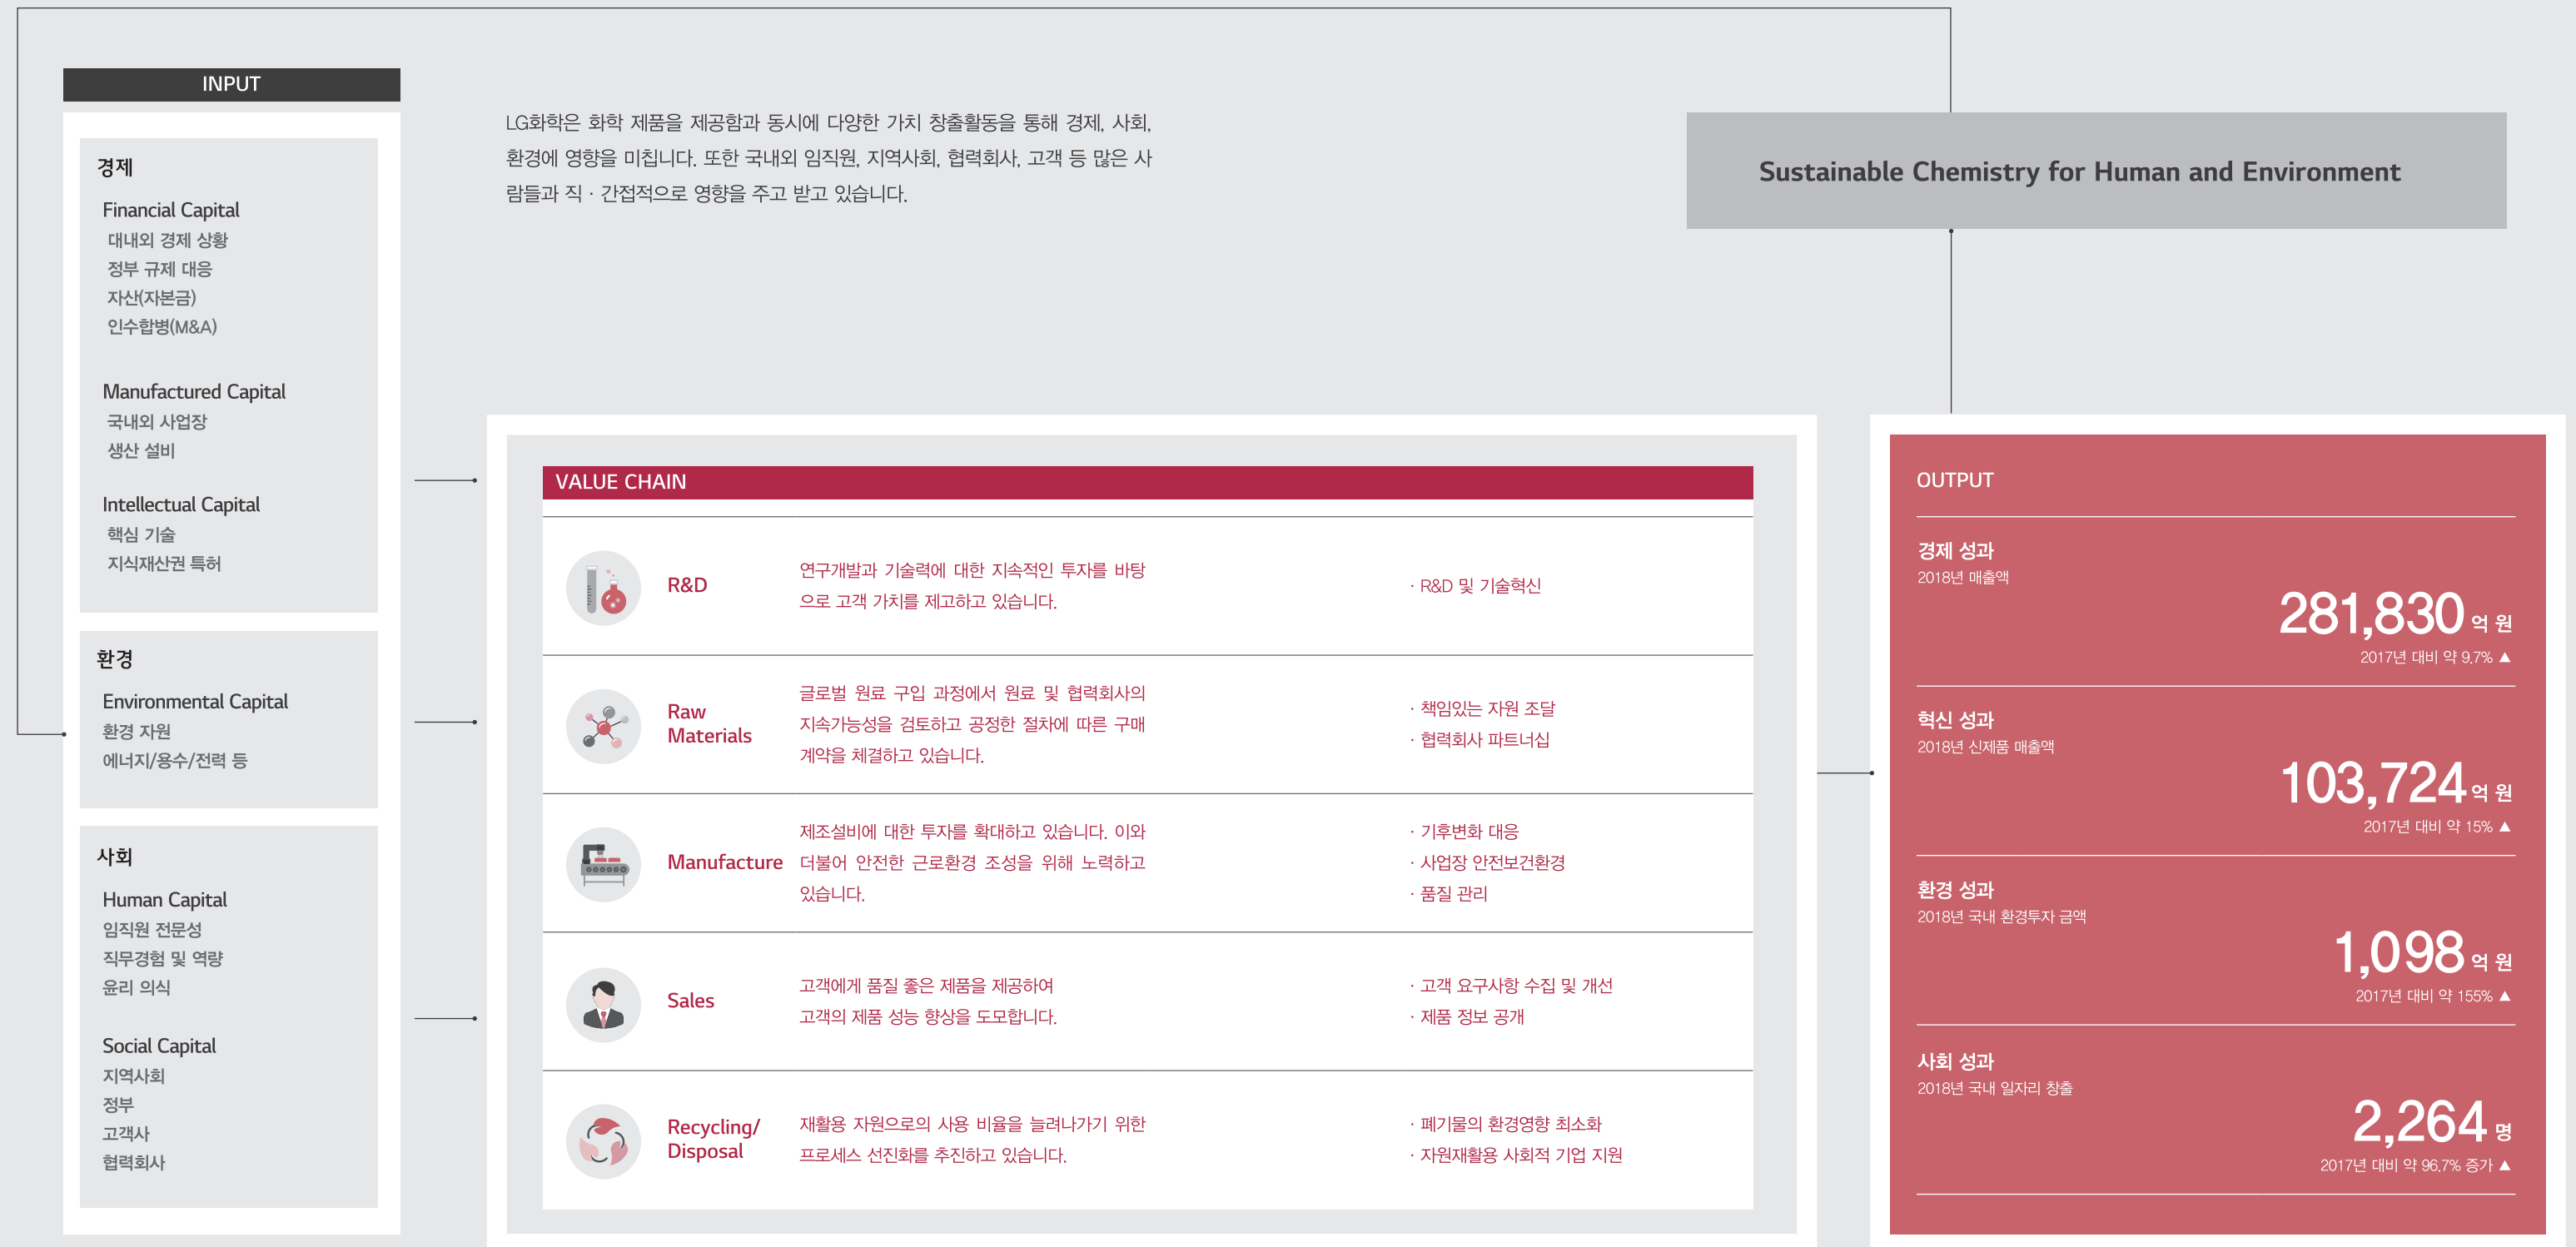 INPUT
경제
Financial Capital
대내외 경제 상황
정부 규제 대응
자산(자본금)
인수합병(M&A)
Manufactured Capital
국내외 사업장
생산 설비
Intellectual Capital
핵심 기술
지식재산권 특허
환경
Environmental Capital
환경 자원
에너지/용수/전력 등
사회
Human Capital
임직원 전문성
직무경험 및 역량
윤리 의식
Social Capital
지역사회
정부
고객사
협력회사
LG화학은 화학 제품을 제공함과 동시에 다양한 가치 창출활동을 통해 경제, 사회,
환경에 영향을 미칩니다. 또한 국내외 임직원, 지역사회, 협력회사, 고객 등 많은 사
람들과 직 · 간접적으로 영향을 주고 받고 있습니다.
Sustainable Chemistry for Human and Environment
VALUE CHAIN
R&D
연구개발과 기술력에 대한 지속적인 투자를 바탕
으로 고객 가치를 제고하고 있습니다.
· R&D 및 기술혁신
Raw
Materials
글로벌 원료 구입 과정에서 원료 및 협력회사의
지속가능성을 검토하고 공정한 절차에 따른 구매
계약을 체결하고 있습니다.
· 책임있는 자원 조달
· 협력회사 파트너십
Manufacture
제조설비에 대한 투자를 확대하고 있습니다. 이와
더불어 안전한 근로환경 조성을 위해 노력하고
있습니다.
· 기후변화 대응
· 사업장 안전보건환경
· 품질 관리
Sales
고객에게 품질 좋은 제품을 제공하여
고객의 제품 성능 향상을 도모합니다.
· 고객 요구사항 수집 및 개선
· 제품 정보 공개
Recycling/
Disposal
재활용 자원으로의 사용 비율을 늘려나가기 위한
프로세스 선진화를 추진하고 있습니다.
· 폐기물의 환경영향 최소화
· 자원재활용 사회적 기업 지원
OUTPUT
경제 성과
2018년 매출액
281,830 억 원
2017년 대비 약 9.7% ▲
혁신 성과
2018년 신제품 매출액
103,724 억 원
2017년 대비 약 15% ▲
환경 성과
2018년 국내 환경투자 금액
1,098 억 원
2017년 대비 약 155% ▲
사회 성과
2018년 국내 일자리 창출
2,264 명
2017년 대비 약 96.7% 증가 ▲